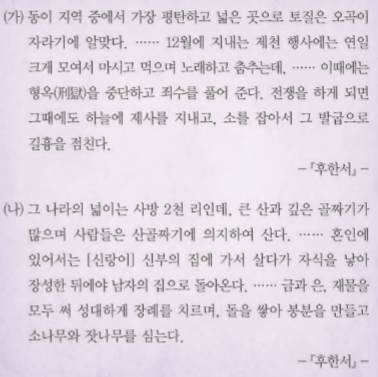 (가) 동이 지역 중에서 가장 평탄하고 넓은 곳으로 토질은 오곡이
자라기에 알맞다. …… 12월에 지내는 제천 행사에는 연일
크게 모여서 마시고 먹으며 노래하고 춤추는데, …… 이때에는
형옥(刑獄)을 중단하고 죄수를 풀어 준다. 전쟁을 하게 되면
그때에도 하늘에 제사를 지내고, 소를 잡아서 그 발굽으로
길흉을 점친다.
-『후한서』-
(나) 그 나라의 넓이는 사방 2천 리인데, 큰 산과 깊은 골짜기가
많으며 사람들은 산골짜기에 의지하여 산다. …… 혼인에
있어서는 [신랑이] 신부의 집에 가서 살다가 자식을 낳아
장성한 뒤에야 남자의 집으로 돌아온다. …… 금과 은, 재물을
모두 써 성대하게 장례를 치르며, 돌을 쌓아 봉분을 만들고
소나무와 잣나무를 심는다.
-『후한서』-